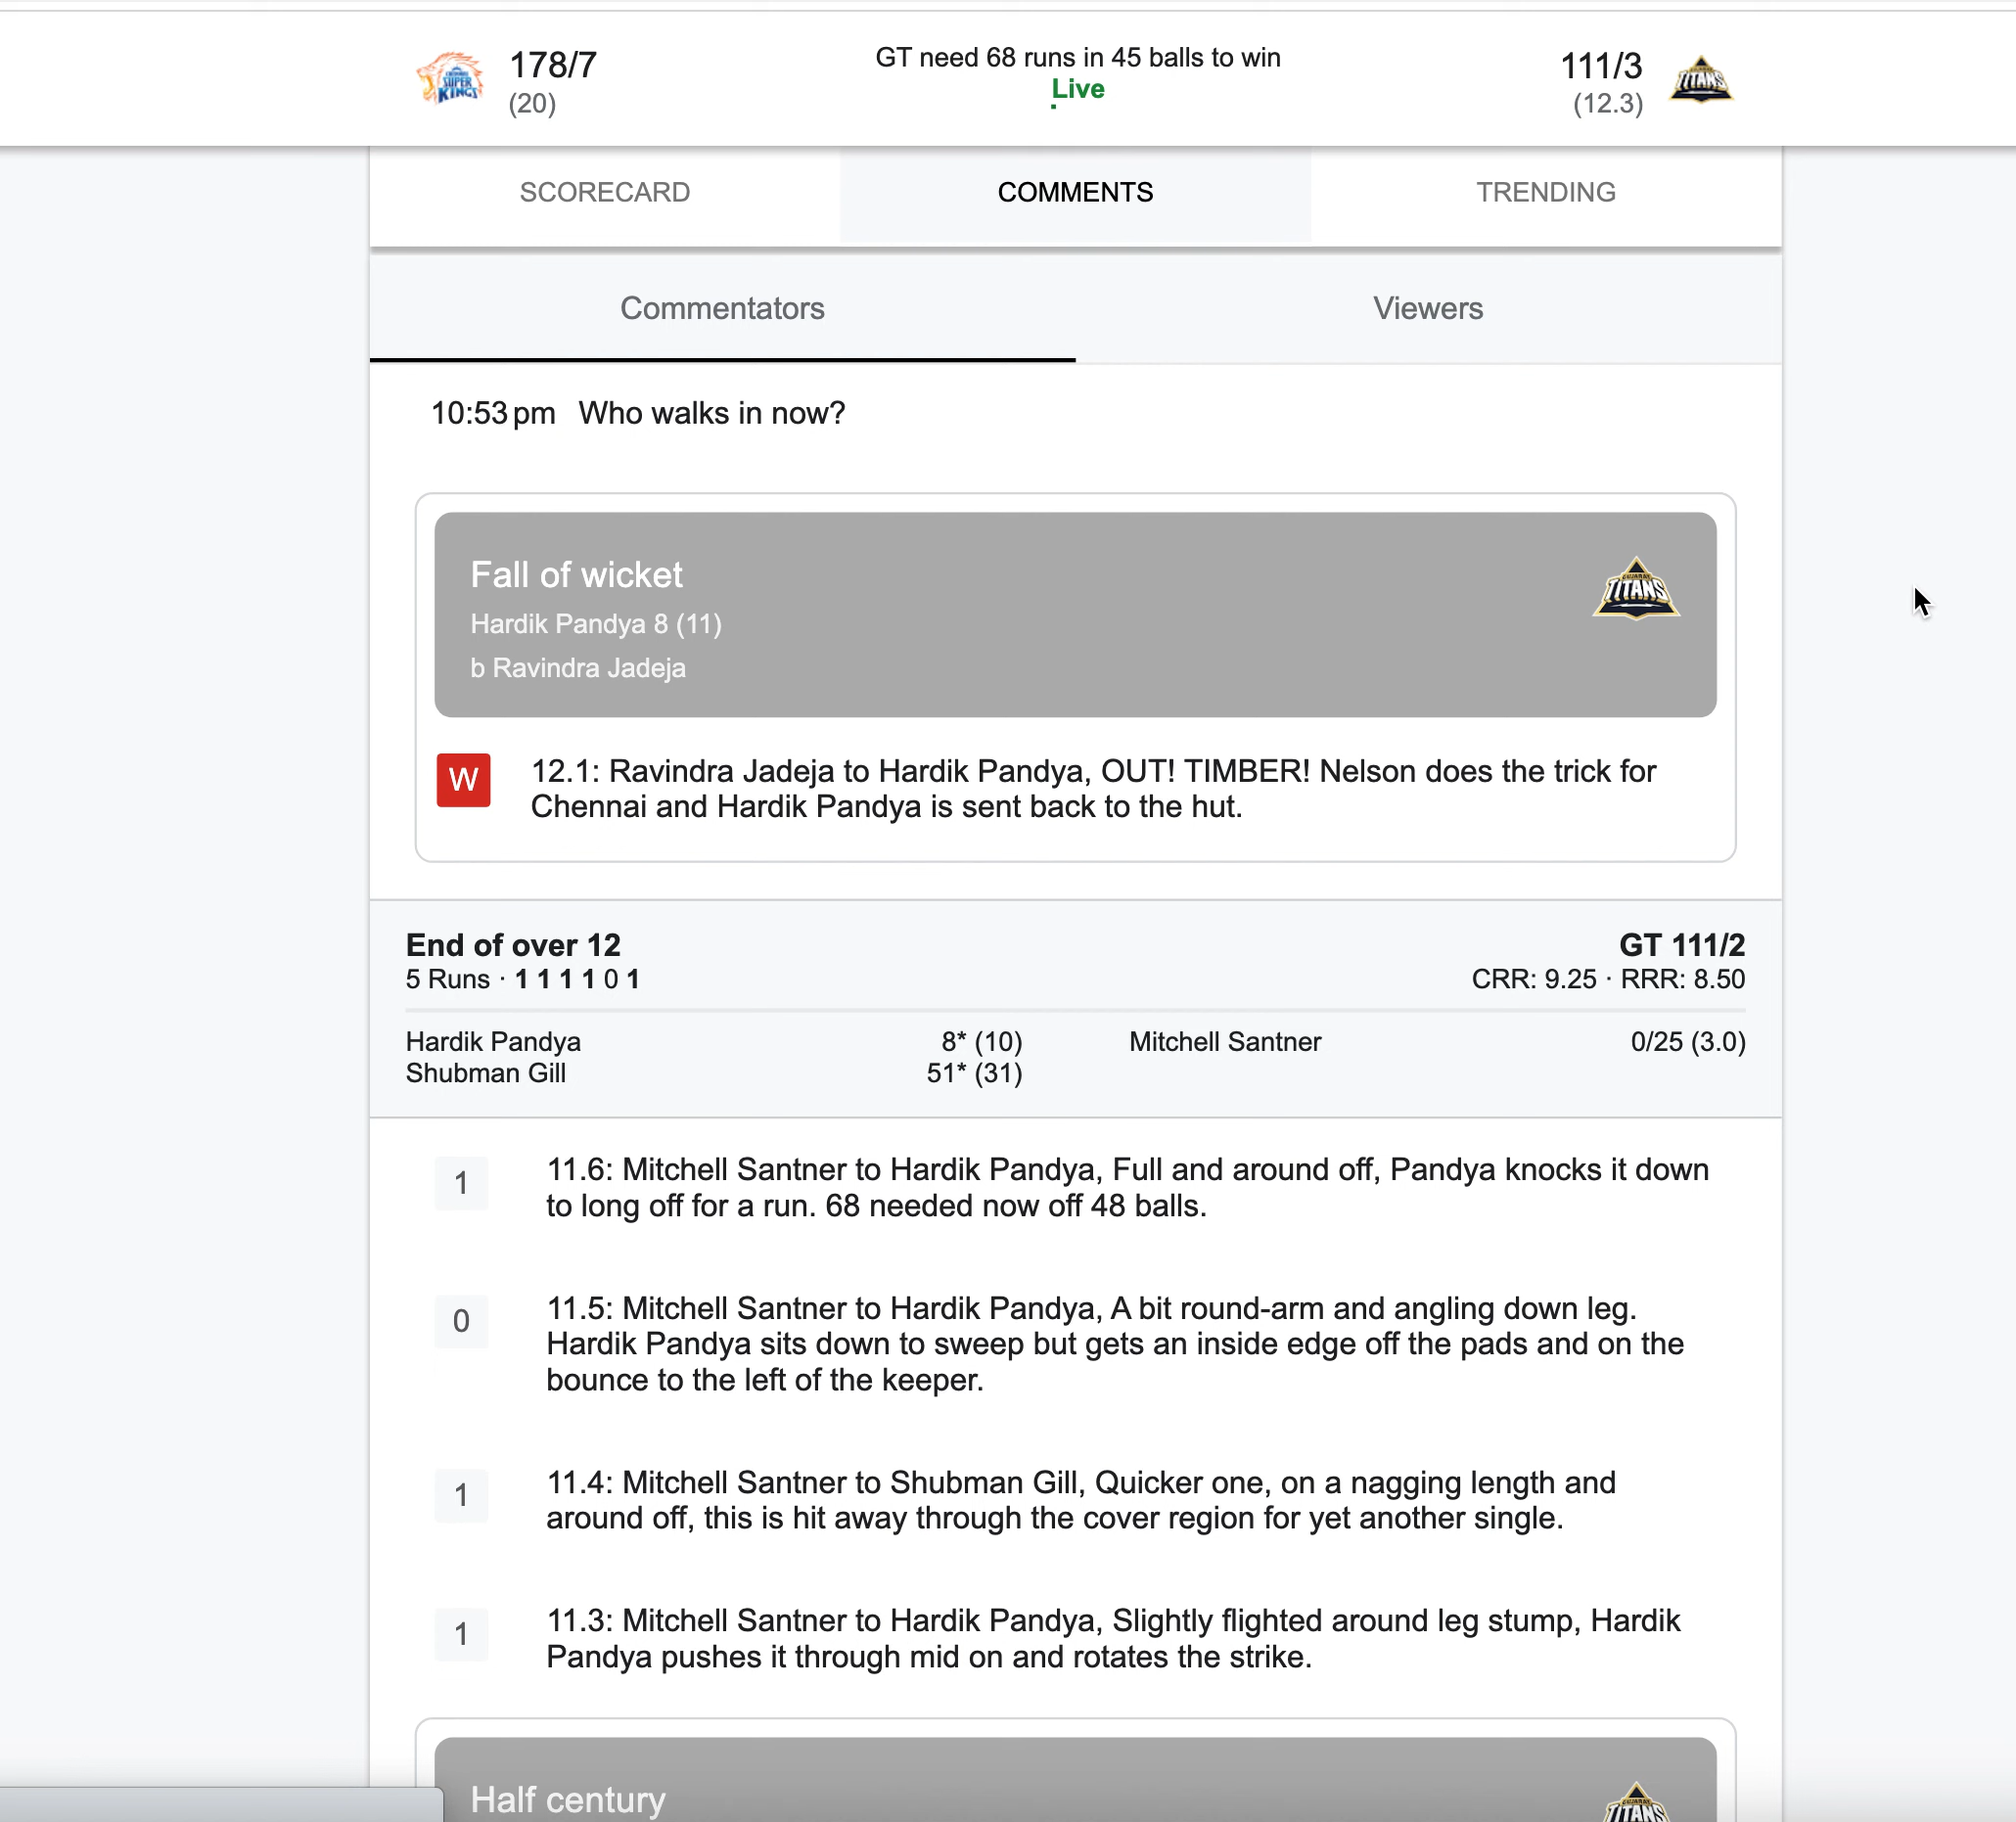 178/7
(20)
GT need 68 runs in 45 balls to win
Live
111/3
(12.3)
SUPER
KINGS
TITANS
SCORECARD
COMMENTS
TRENDING
Commentators
Viewers
10:53 pm Who walks in now?
Fall of wicket
Hardik Pandya 8 (11)
b Ravindra Jadeja
GUJARAT
TITANS
W
12.1: Ravindra Jadeja to Hardik Pandya, OUT! TIMBER! Nelson does the trick for
Chennai and Hardik Pandya is sent back to the hut.
End of over 12
GT 111/2
5 Runs · 1 1 1 1 0 1
CRR: 9.25 · RRR: 8.50
Hardik Pandya 8* (10)
Shubman Gill 51* (31)
Mitchell Santner 0/25 (3.0)
1
11.6: Mitchell Santner to Hardik Pandya, Full and around off, Pandya knocks it down
to long off for a run. 68 needed now off 48 balls.
0
11.5: Mitchell Santner to Hardik Pandya, A bit round-arm and angling down leg.
Hardik Pandya sits down to sweep but gets an inside edge off the pads and on the
bounce to the left of the keeper.
1
11.4: Mitchell Santner to Shubman Gill, Quicker one, on a nagging length and
around off, this is hit away through the cover region for yet another single.
1
11.3: Mitchell Santner to Hardik Pandya, Slightly flighted around leg stump, Hardik
Pandya pushes it through mid on and rotates the strike.
Half century
GUJARAT
TITANS